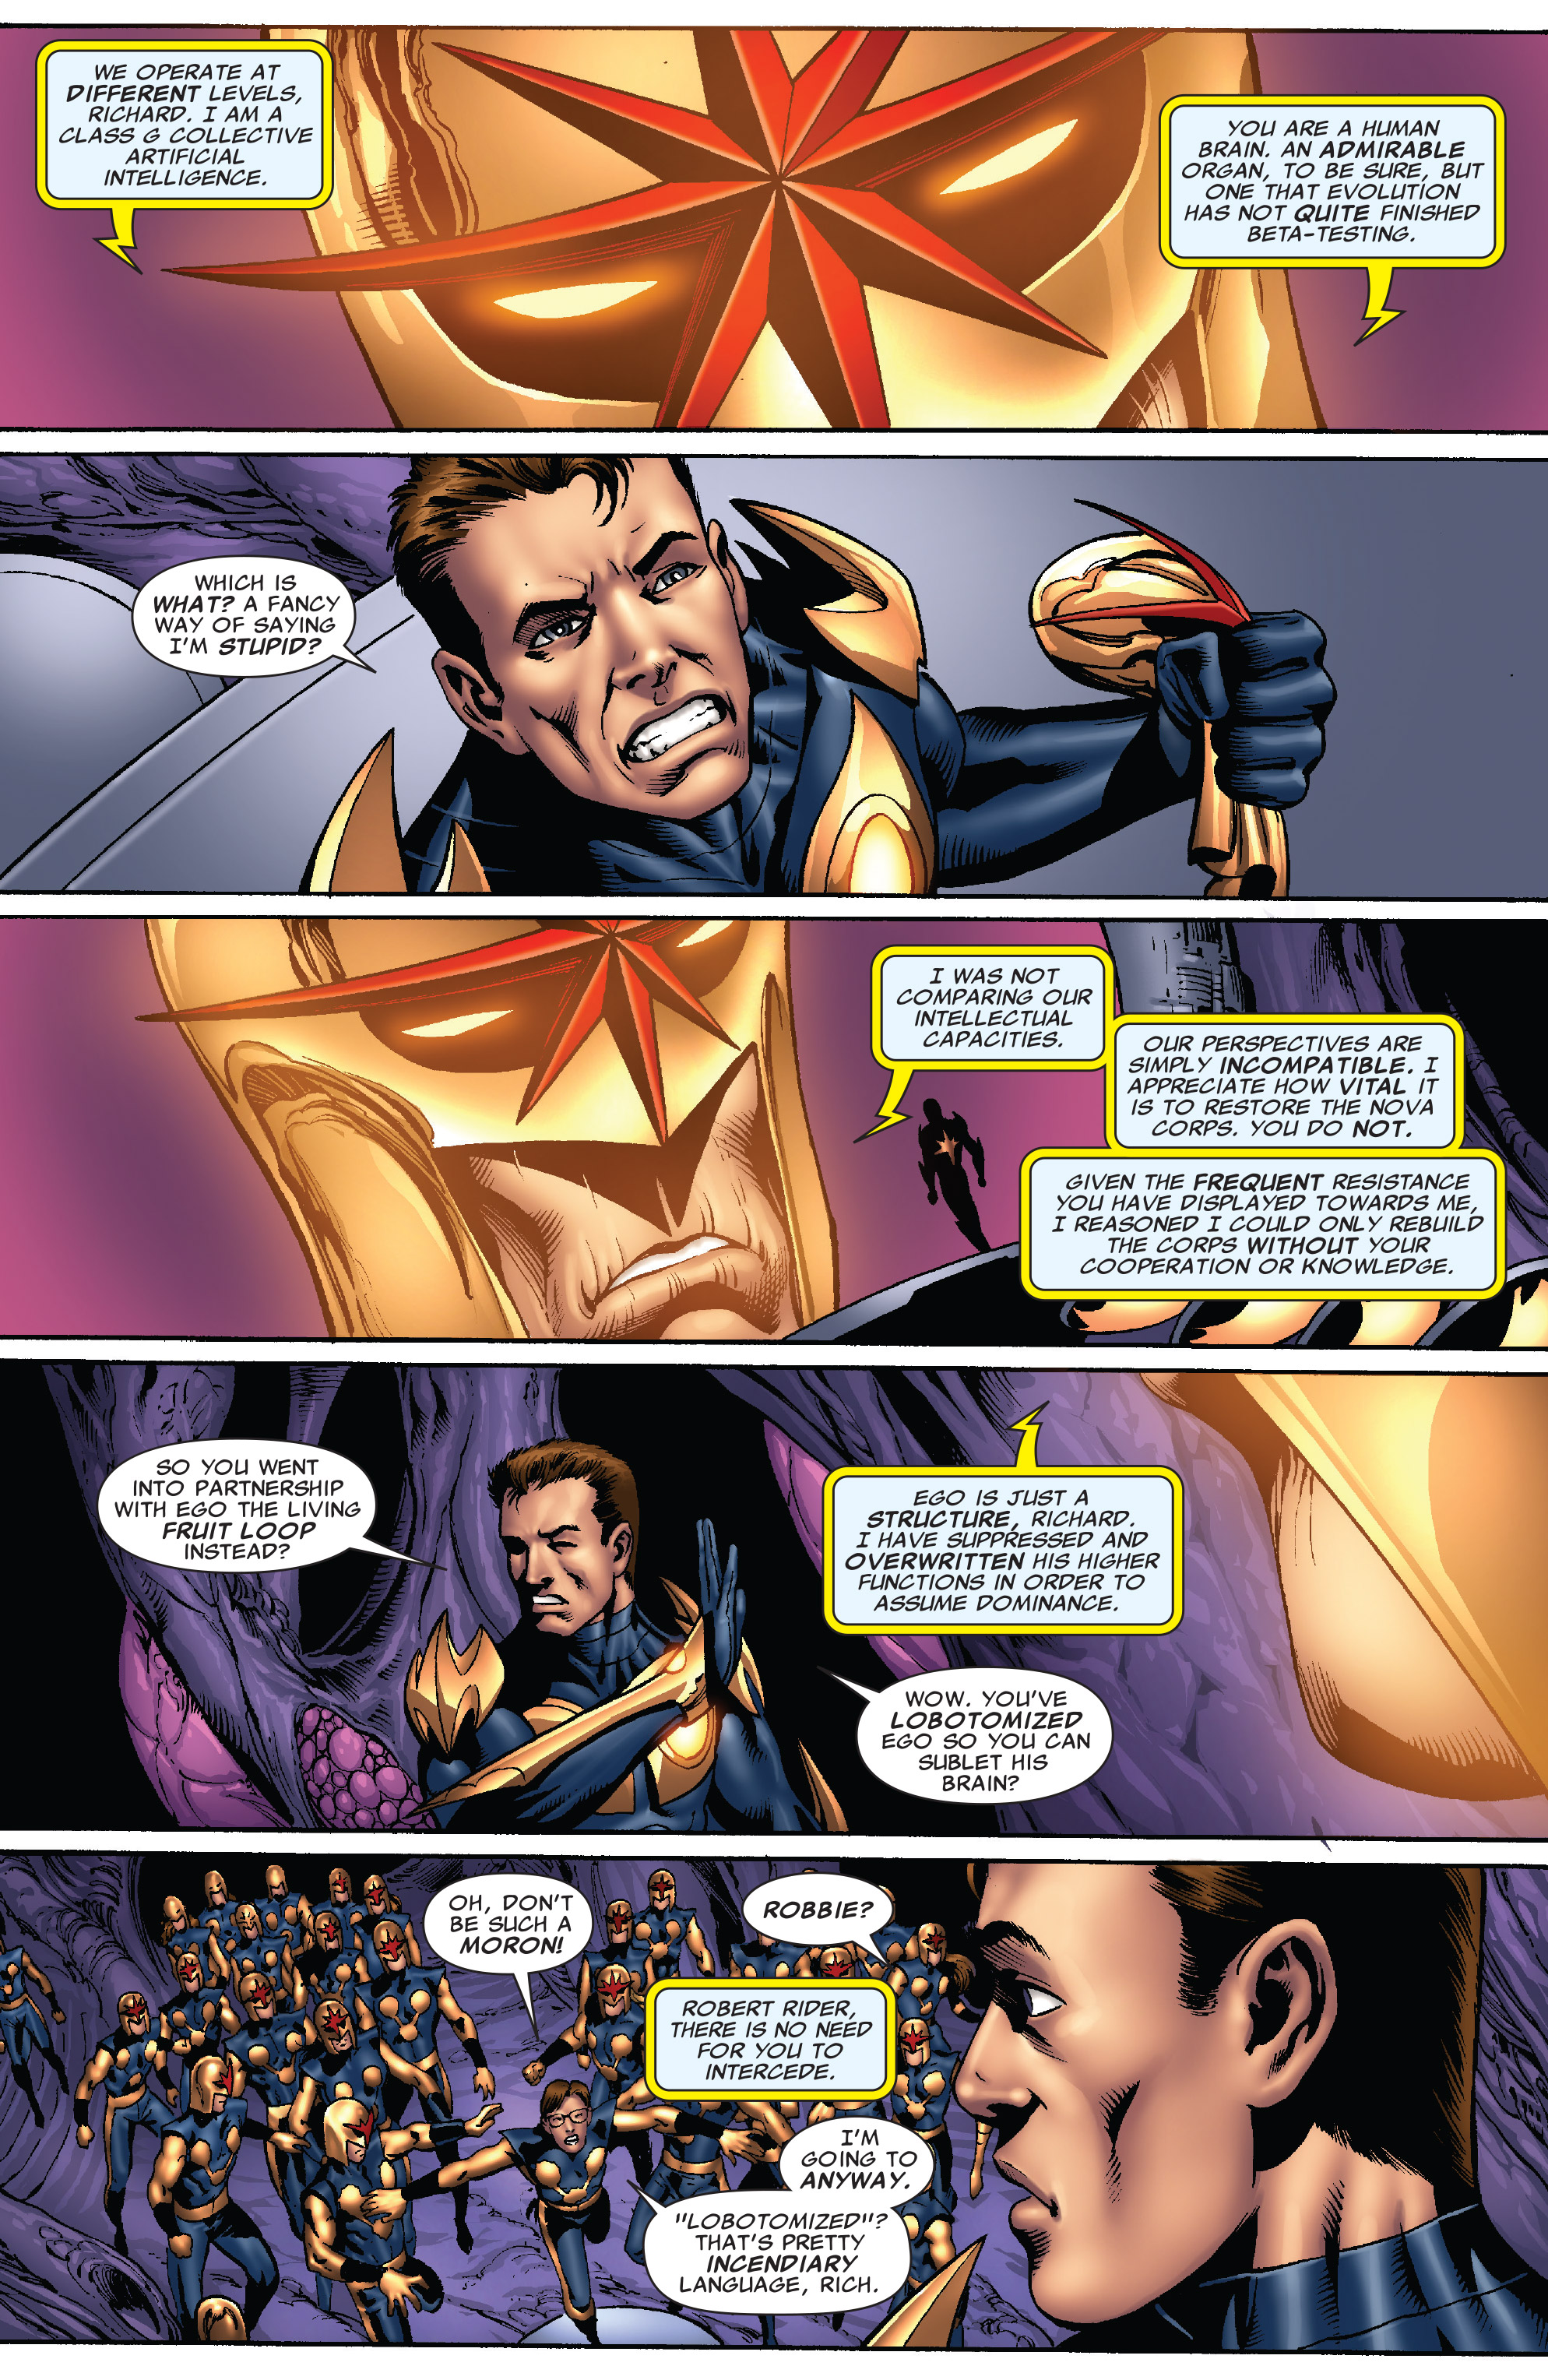 WE OPERATE AT
DIFFERENT LEVELS,
RICHARD. I AM A
CLASS G COLLECTIVE
ARTIFICIAL
INTELLIGENCE.
YOU ARE A HUMAN
BRAIN. AN ADMIRABLE
ORGAN, TO BE SURE, BUT
ONE THAT EVOLUTION
HAS NOT QUITE FINISHED
BETA-TESTING.
WHICH IS
WHAT? A FANCY
WAY OF SAYING
I'M STUPID?
I WAS NOT
COMPARING OUR
INTELLECTUAL
CAPACITIES.
OUR PERSPECTIVES ARE
SIMPLY INCOMPATIBLE. I
APPRECIATE HOW VITAL IT
IS TO RESTORE THE NOVA
CORPS. YOU DO NOT.
GIVEN THE FREQUENT RESISTANCE
YOU HAVE DISPLAYED TOWARDS ME,
I REASONED I COULD ONLY REBUILD
THE CORPS WITHOUT YOUR
COOPERATION OR KNOWLEDGE.
SO YOU WENT
INTO PARTNERSHIP
WITH EGO THE LIVING
FRUIT LOOP
INSTEAD?
EGO IS JUST A
STRUCTURE, RICHARD.
I HAVE SUPPRESSED AND
OVERWRITTEN HIS HIGHER
FUNCTIONS IN ORDER TO
ASSUME DOMINANCE.
WOW. YOU'VE
LOBOTOMIZED
EGO SO YOU CAN
SUBLET HIS
BRAIN?
OH, DON'T
BE SUCH A
MORON!
ROBBIE?
ROBERT RIDER,
THERE IS NO NEED
FOR YOU TO
INTERCEDE.
I'M
GOING TO
ANYWAY.
"LOBOTOMIZED"?
THAT'S PRETTY
INCENDIARY
LANGUAGE, RICH.